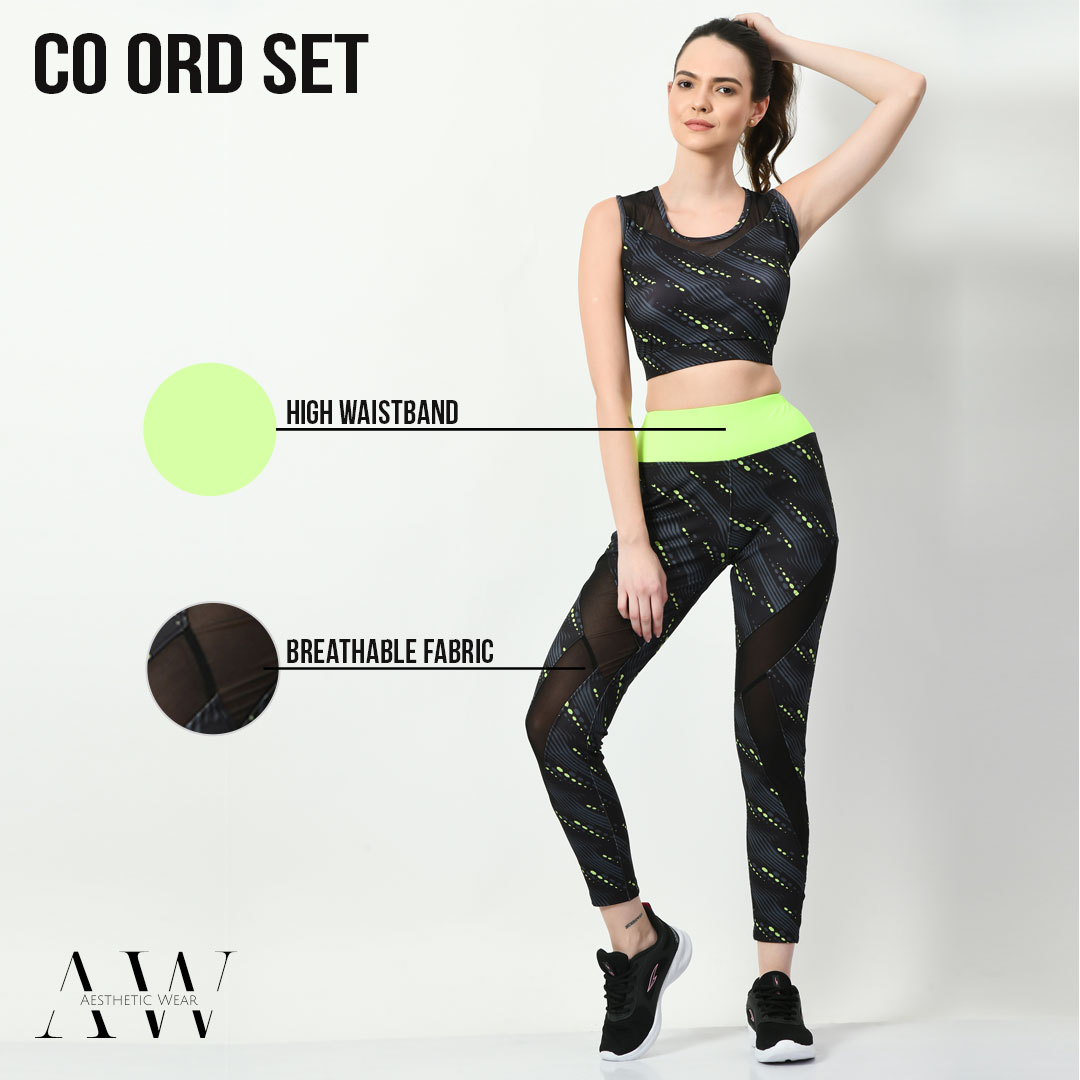 CO ORD SET
HIGH WAISTBAND
BREATHABLE FABRIC
AW
AESTHETIC WEAR